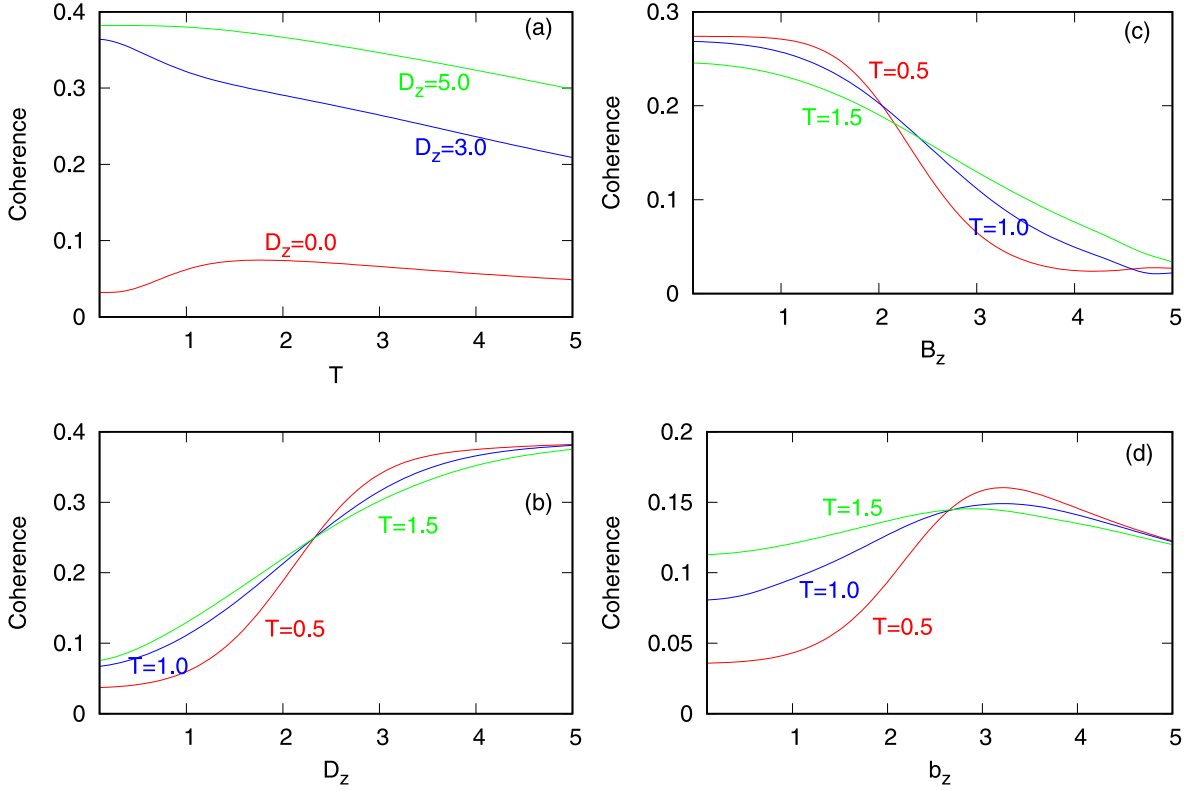 0.4
0.3
0.2
0.1
0
Coherence
(a)
D_z=5.0
D_z=3.0
D_z=0.0
1 2 3 4 5
T
0.3
0.2
0.1
0
Coherence
(c)
T=0.5
T=1.5
T=1.0
1 2 3 4 5
B_z
0.4
0.3
0.2
0.1
0
Coherence
(b)
T=1.5
T=0.5
T=1.0
1 2 3 4 5
D_z
0.2
0.15
0.1
0.05
0
Coherence
(d)
T=1.5
T=1.0
T=0.5
1 2 3 4 5
b_z